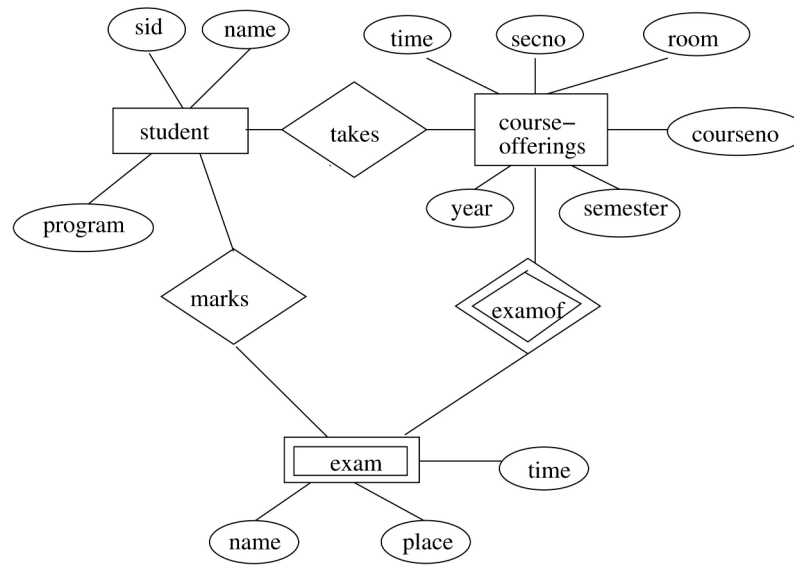 sid
name
time
secno
room
student
takes
course–
offerings
courseno
program
year
semester
marks
examof
exam
time
name
place